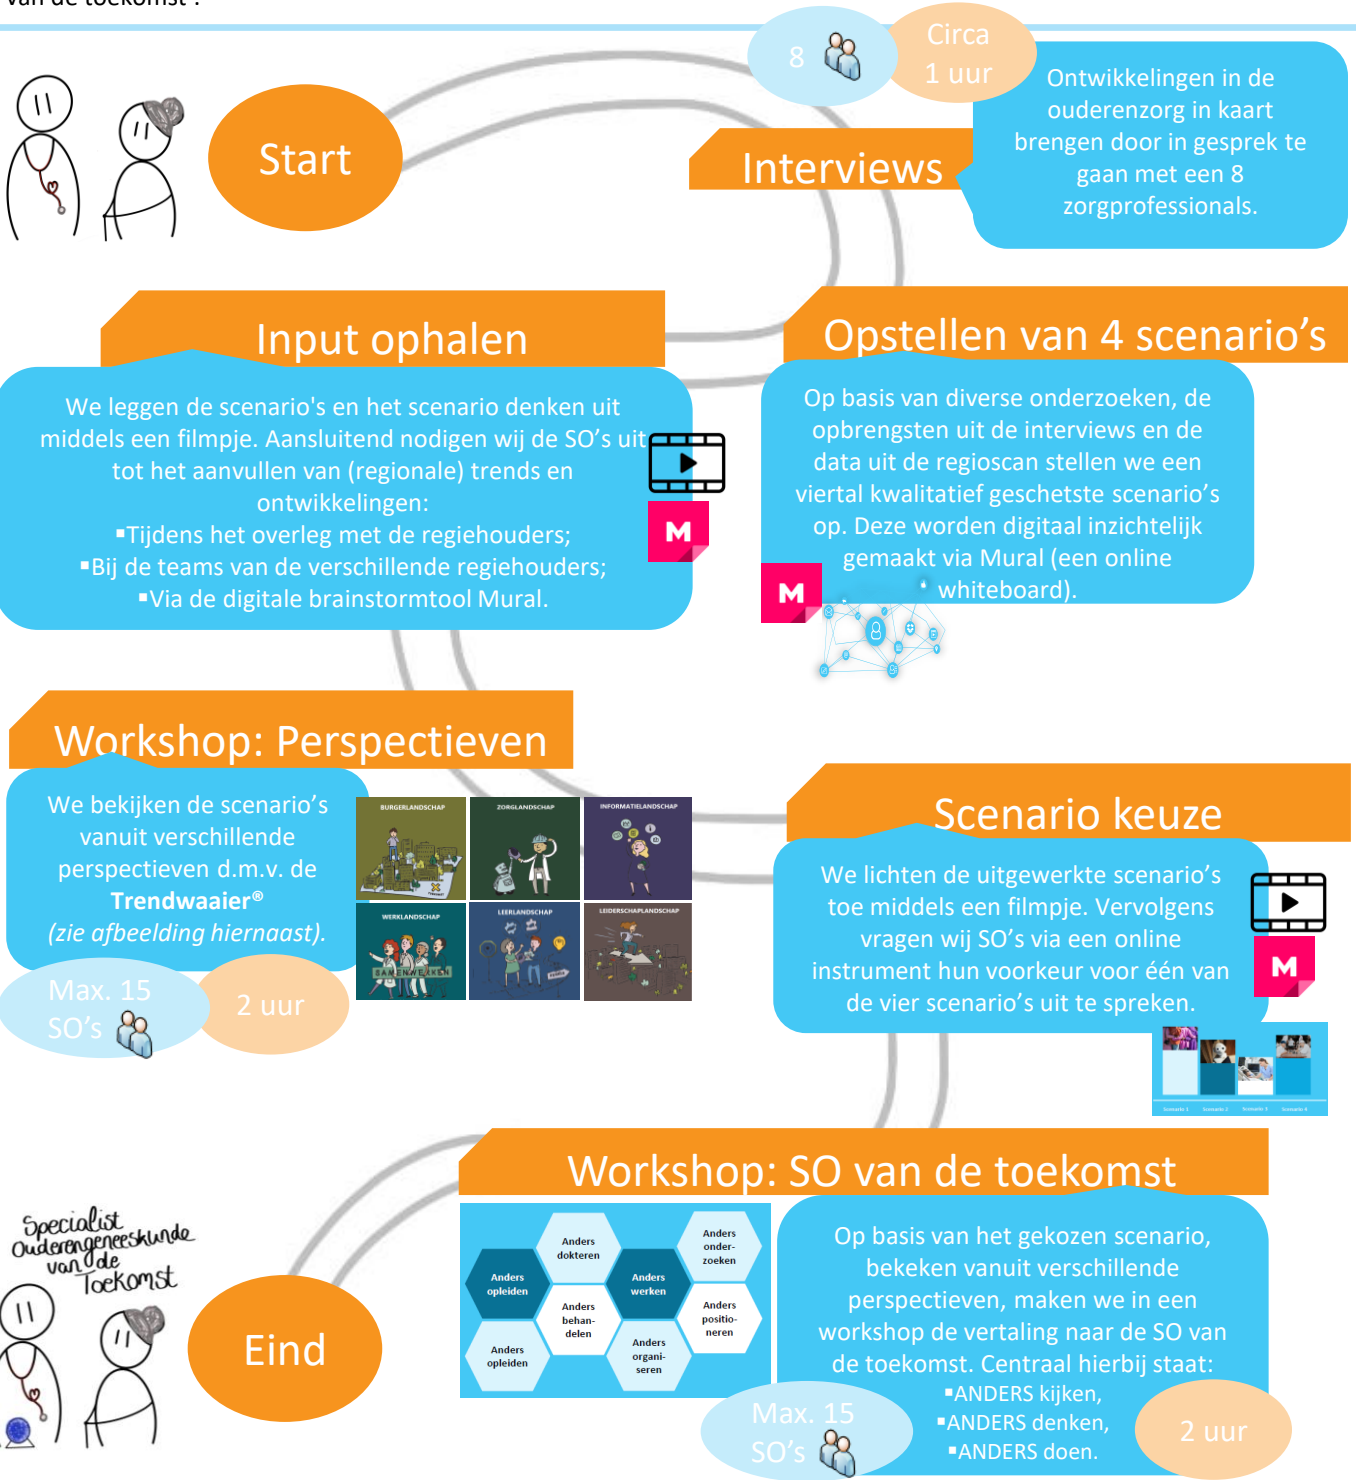 van de toekomst'.
8
Circa
1 uur
Start
Interviews
Ontwikkelingen in de
ouderenzorg in kaart
brengen door in gesprek te
gaan met een 8
zorgprofessionals.
Opstellen van 4 scenario's
Op basis van diverse onderzoeken, de
opbrengsten uit de interviews en de
data uit de regioscan stellen we een
viertal kwalitatief geschetste scenario's
op. Deze worden digitaal inzichtelijk
gemaakt via Mural (een online
whiteboard).
M
Input ophalen
We leggen de scenario's en het scenario denken uit
middels een filmpje. Aansluitend nodigen wij de SO's uit
tot het aanvullen van (regionale) trends en
ontwikkelingen:
▪Tijdens het overleg met de regiehouders;
▪Bij de teams van de verschillende regiehouders;
▪Via de digitale brainstormtool Mural.
M
Workshop: Perspectieven
We bekijken de scenario's
vanuit verschillende
perspectieven d.m.v. de
Trendwaaier®
(zie afbeelding hiernaast).
Max. 15
SO's
2 uur
BURGERLANDSCHAP
ZORGLANDSCHAP
INFORMATIELANDSCHAP
WERKLANDSCHAP
SAMENWERKEN
LEERLANDSCHAP
LEIDERSCHAPLANDSCHAP
Scenario keuze
We lichten de uitgewerkte scenario's
toe middels een filmpje. Vervolgens
vragen wij SO's via een online
instrument hun voorkeur voor één van
de vier scenario's uit te spreken.
M
Scenario 1
Scenario 2
Scenario 3
Scenario 4
Workshop: SO van de toekomst
Anders
opleiden
Anders
dokteren
Anders
werken
Anders
onder-
zoeken
Anders
opleiden
Anders
behan-
delen
Anders
organi-
seren
Anders
positio-
neren
Op basis van het gekozen scenario,
bekeken vanuit verschillende
perspectieven, maken we in een
workshop de vertaling naar de SO van
de toekomst. Centraal hierbij staat:
▪ANDERS kijken,
▪ANDERS denken,
▪ANDERS doen.
Max. 15
SO's
2 uur
Specialist
Ouderengeneeskunde
van de
Toekomst
Eind